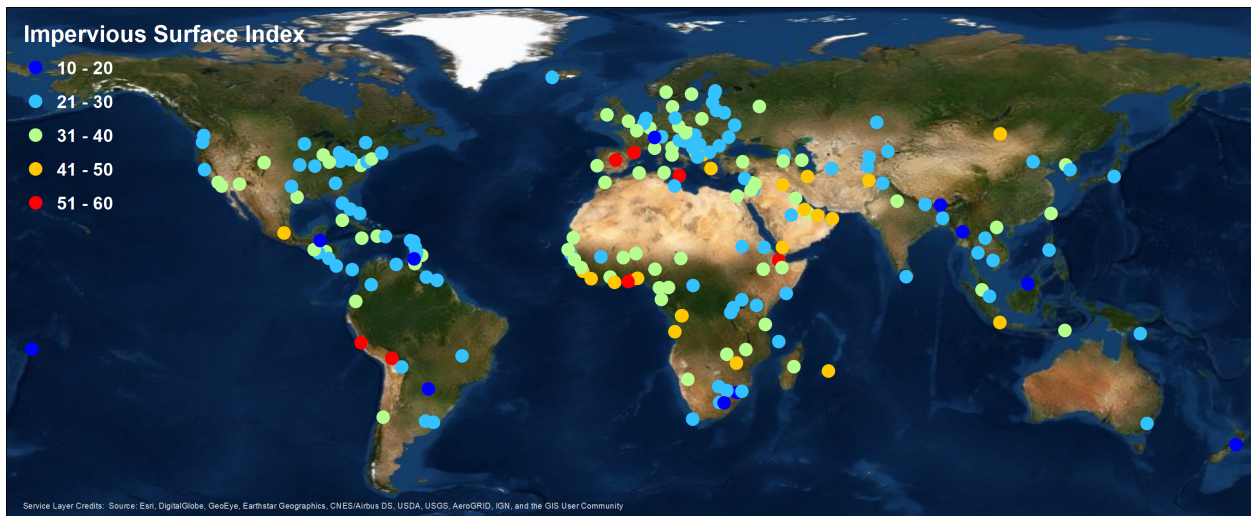 Impervious Surface Index
10 - 20
21 - 30
31 - 40
41 - 50
51 - 60
Service Layer Credits: Source: Esri, DigitalGlobe, GeoEye, Earthstar Geographics, CNES/Airbus DS, USDA, USGS, AeroGRID, IGN, and the GIS User Community